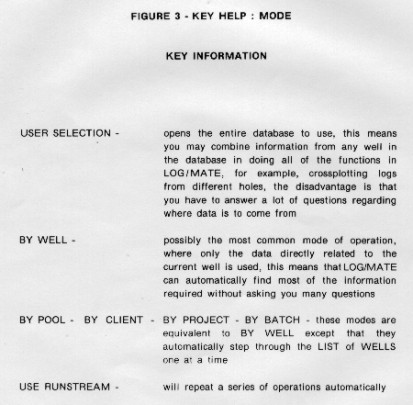 FIGURE 3 - KEY HELP : MODE
KEY INFORMATION
USER SELECTION - opens the entire database to use, this means
you may combine information from any well in
the database in doing all of the functions in
LOG/MATE, for example, crossplotting logs
from different holes, the disadvantage is that
you have to answer a lot of questions regarding
where data is to come from
BY WELL - possibly the most common mode of operation,
where only the data directly related to the
current well is used, this means that LOG/MATE
can automatically find most of the information
required without asking you many questions
BY POOL - BY CLIENT - BY PROJECT - BY BATCH - these modes are
equivalent to BY WELL except that they
automatically step through the LIST of WELLS
one at a time
USE RUNSTREAM - will repeat a series of operations automatically